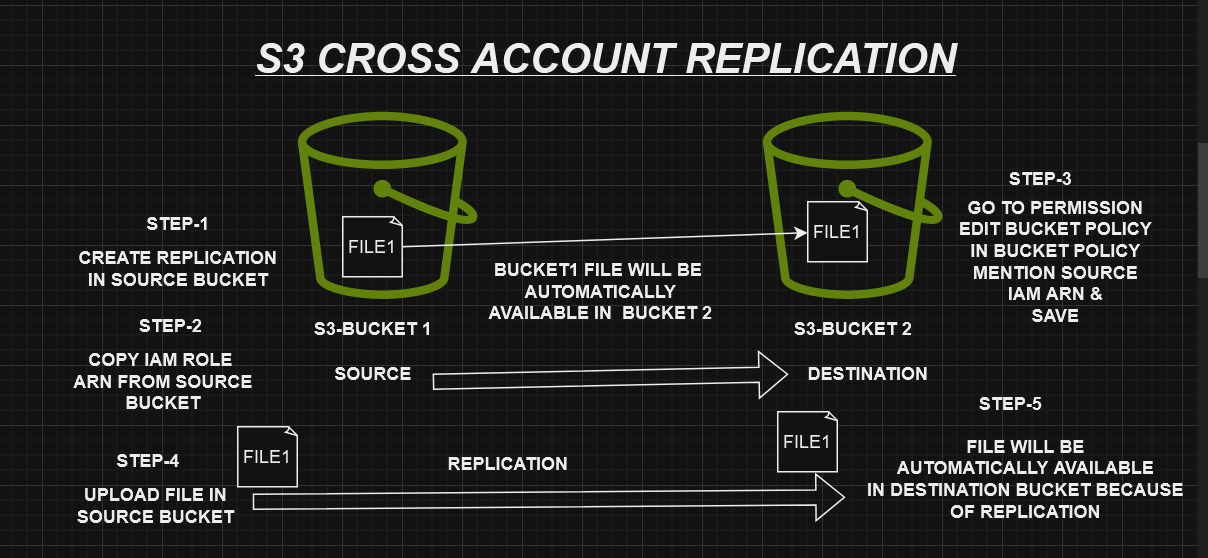 S3 CROSS ACCOUNT REPLICATION
STEP-1
CREATE REPLICATION
IN SOURCE BUCKET
STEP-2
COPY IAM ROLE
ARN FROM SOURCE
BUCKET
FILE1
S3-BUCKET 1
SOURCE
BUCKET1 FILE WILL BE
AUTOMATICALLY
AVAILABLE IN BUCKET 2
FILE1
S3-BUCKET 2
DESTINATION
STEP-3
GO TO PERMISSION
EDIT BUCKET POLICY
IN BUCKET POLICY
MENTION SOURCE
IAM ARN &
SAVE
STEP-4
UPLOAD FILE IN
SOURCE BUCKET
FILE1
REPLICATION
FILE1
STEP-5
FILE WILL BE
AUTOMATICALLY AVAILABLE
IN DESTINATION BUCKET BECAUSE
OF REPLICATION